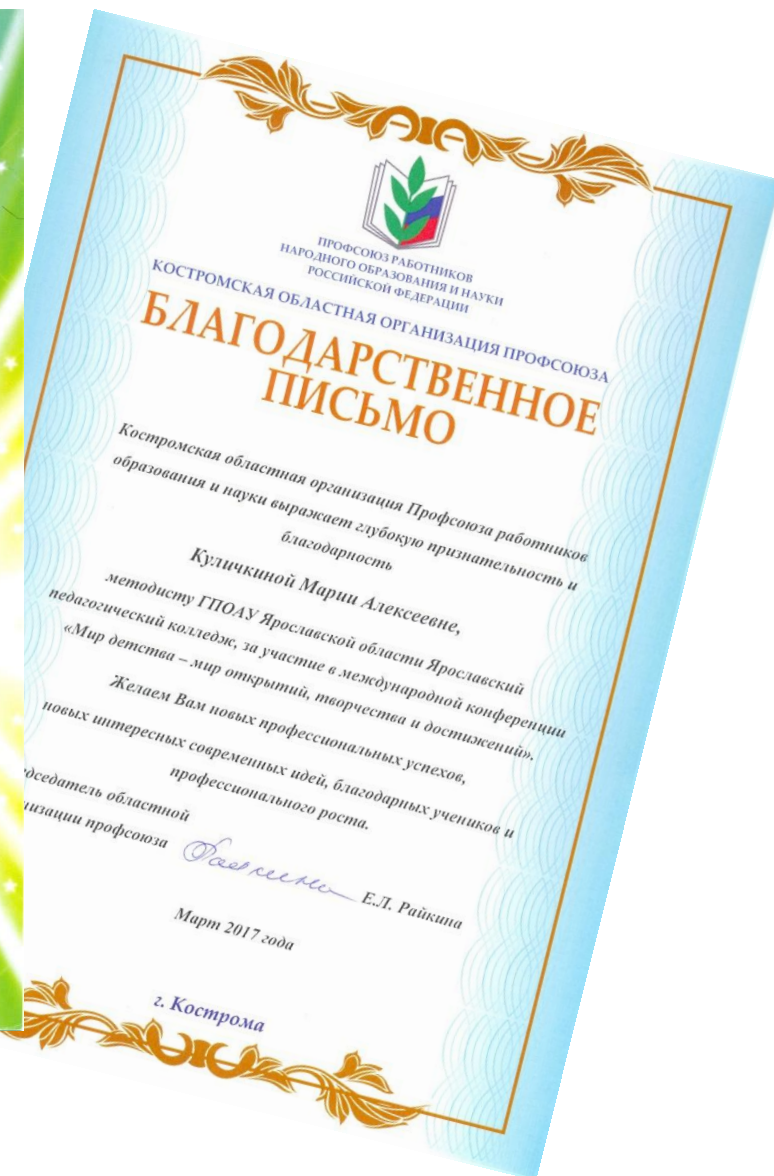 ПРОФСОЮЗ РАБОТНИКОВ
НАРОДНОГО ОБРАЗОВАНИЯ И НАУКИ
РОССИЙСКОЙ ФЕДЕРАЦИИ
КОСТРОМСКАЯ ОБЛАСТНАЯ ОРГАНИЗАЦИЯ ПРОФСОЮЗА
БЛАГОДАРСТВЕННОЕ
ПИСЬМО
Костромская областная организация Профсоюза работников
образования и науки выражает глубокую признательность и
благодарность
Куличкиной Марии Алексеевне,
методисту ГПОАУ Ярославской области Ярославский
педагогический колледж, за участие в международной конференции
«Мир детства – мир открытий, творчества и достижений».
Желаем Вам новых профессиональных успехов,
новых интересных современных идей, благодарных учеников и
профессионального роста.
областной
профсоюза Е.Л. Райкина
Март 2017 года
г. Кострома